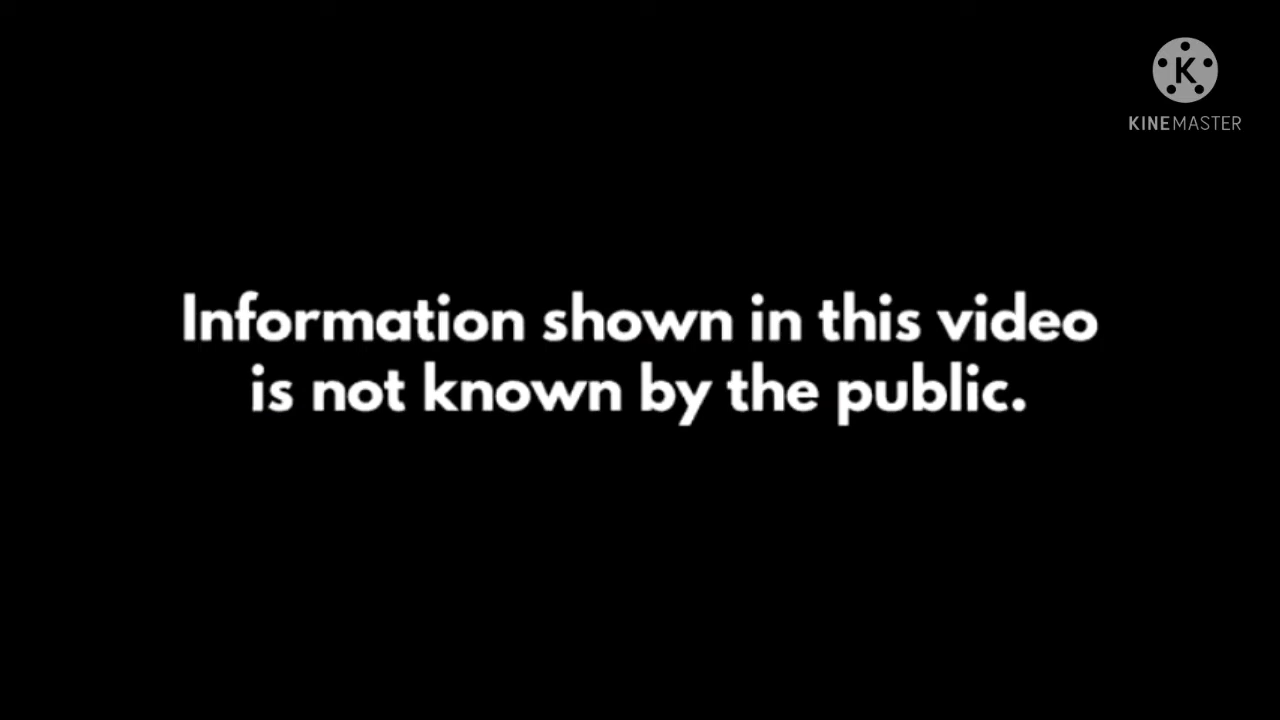 K
KINEMASTER
Information shown in this video
is not known by the public.